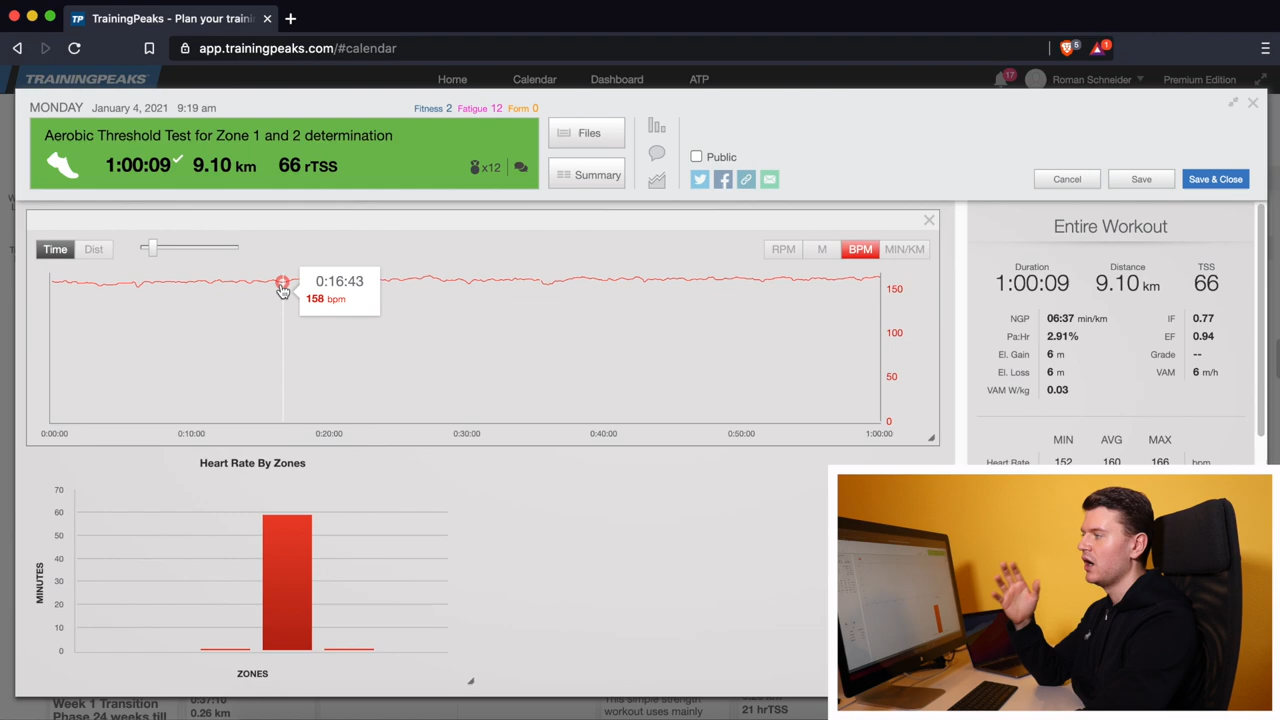 TP TrainingPeaks - Plan your traini × +
app.trainingpeaks.com/#calendar 5 1
TRAININGPEAKS Home Calendar Dashboard ATP 17 Roman Schneider Premium Edition
MONDAY January 4, 2021 9:19 am Fitness 2 Fatigue 12 Form 0
Aerobic Threshold Test for Zone 1 and 2 determination
1:00:09 9.10 km 66 rTSS x12
Files
Summary
Public
Cancel Save Save & Close
Time Dist RPM M BPM MIN/KM
0:16:43
158 bpm
150
100
50
0
0:00:00 0:10:00 0:20:00 0:30:00 0:40:00 0:50:00 1:00:00
Heart Rate By Zones
70
60
50
40
30
20
10
0
MINUTES
ZONES
Entire Workout
Duration Distance TSS
1:00:09 9.10 km 66
NGP 06:37 min/km IF 0.77
Pa:Hr 2.91% EF 0.94
El. Gain 6 m Grade --
El. Loss 6 m VAM 6 m/h
VAM W/kg 0.03
MIN AVG MAX
Heart Rate 152 160 166 bpm
Week 1 Transition
Phase 24 weeks till
0:37:10
0.26 km
This simple strength
workout uses mainly
21 hrTSS